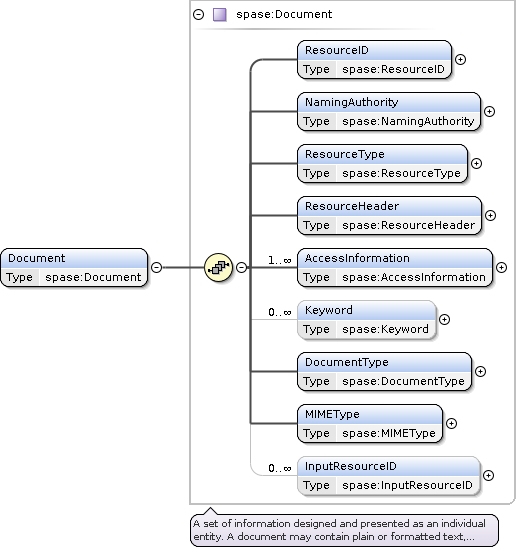 spase:Document
ResourceID
Type spase:ResourceID
NamingAuthority
Type spase:NamingAuthority
ResourceType
Type spase:ResourceType
ResourceHeader
Type spase:ResourceHeader
Document
Type spase:Document
1..∞
AccessInformation
Type spase:AccessInformation
0..∞
Keyword
Type spase:Keyword
DocumentType
Type spase:DocumentType
MIMEType
Type spase:MIMEType
0..∞
InputResourceID
Type spase:InputResourceID
A set of information designed and presented as an individual
entity. A document may contain plain or formatted text,...